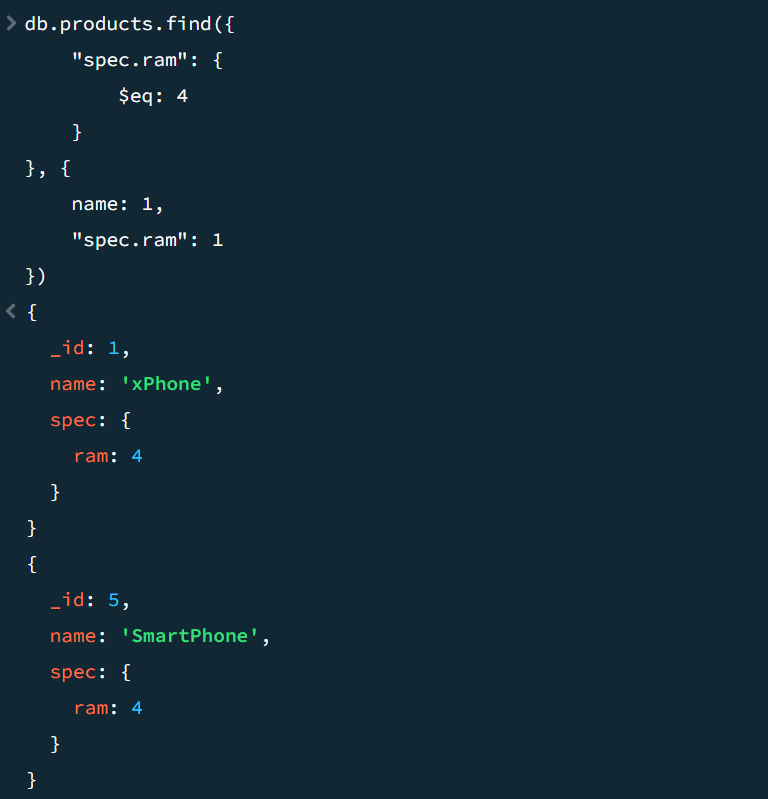 > db.products.find({
    "spec.ram": {
        $eq: 4
    }
}, {
    name: 1,
    "spec.ram": 1
})
< {
  _id: 1,
  name: 'xPhone',
  spec: {
    ram: 4
  }
}
{
  _id: 5,
  name: 'SmartPhone',
  spec: {
    ram: 4
  }
}